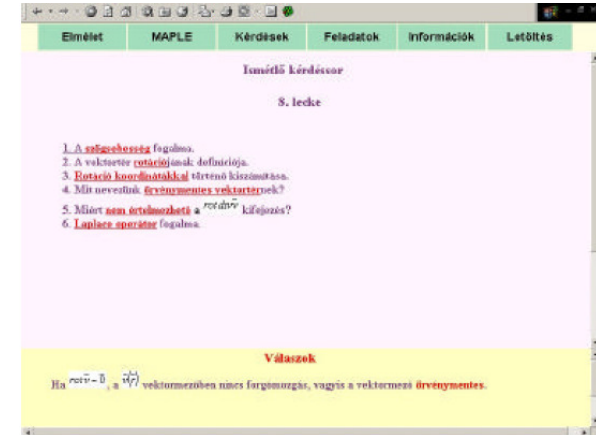 Elmélet MAPLE Kérdések Feladatok Információk Letöltés
Ismétlő kérdéssor
8. lecke
1. A szögsebesség fogalma.
2. A vektortér rotációjának definíciója.
3. Rotáció koordinátákkal történő kiszámítása.
4. Mit nevezünk örvénymentes vektortérnek?
5. Miért nem értelmezhető a rot div v̄ kifejezés?
6. Laplace operátor fogalma.
Válaszok
Ha rot v̄ = 0̄, a v̄(r̄) vektormezőben nincs forgómozgás, vagyis a vektormező örvénymentes.